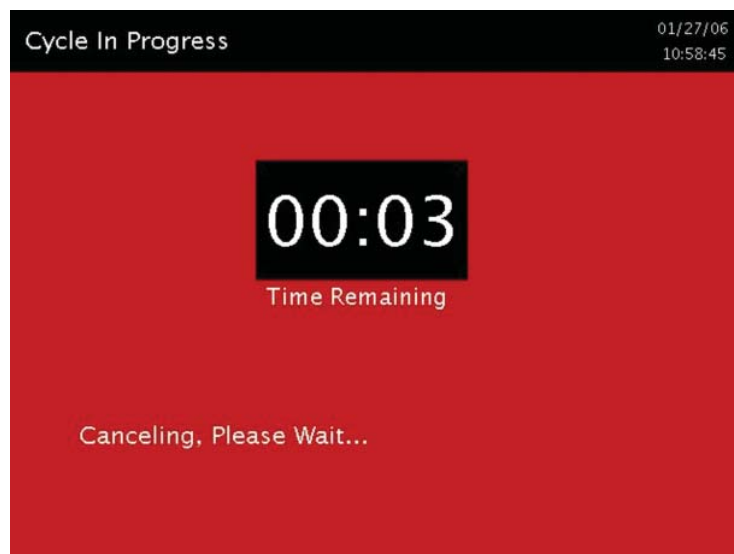 Cycle In Progress
01/27/06
10:58:45
00:03
Time Remaining
Canceling, Please Wait...